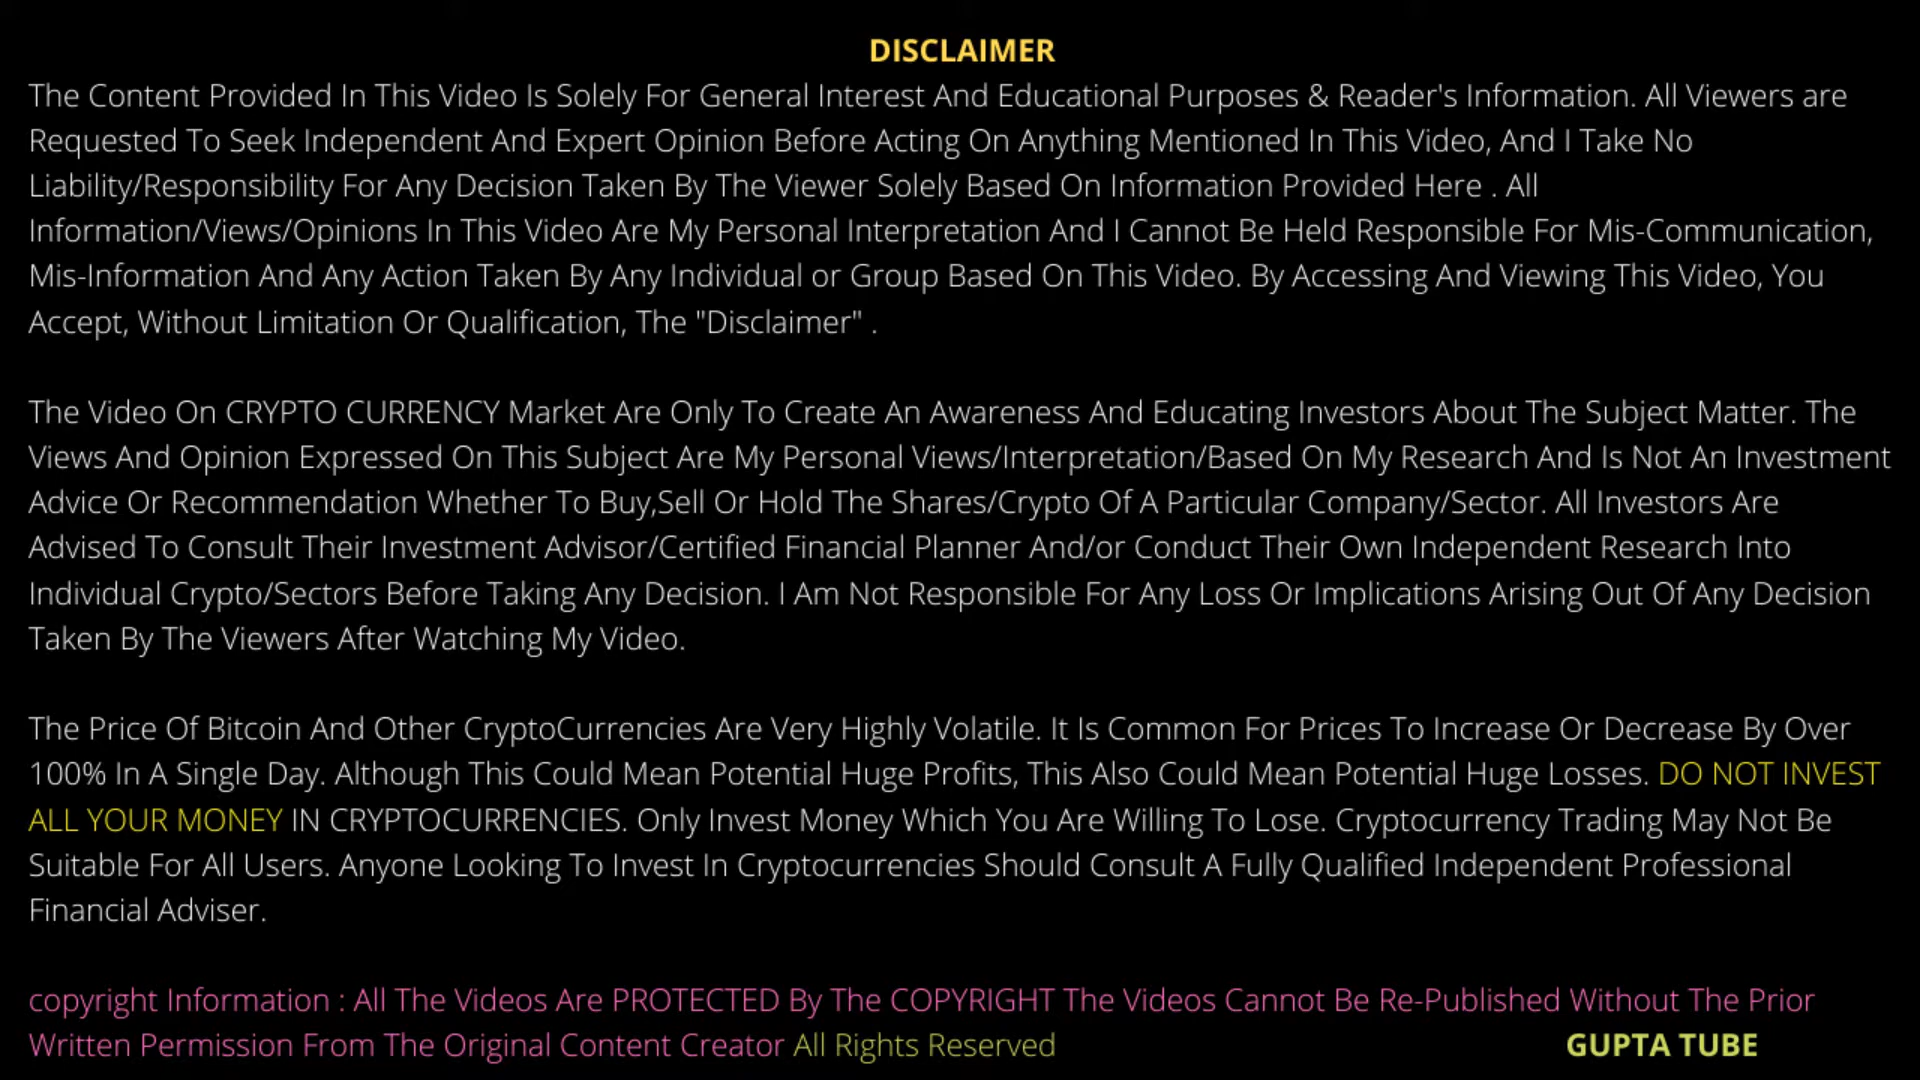 DISCLAIMER
The Content Provided In This Video Is Solely For General Interest And Educational Purposes & Reader's Information. All Viewers are
Requested To Seek Independent And Expert Opinion Before Acting On Anything Mentioned In This Video, And I Take No
Liability/Responsibility For Any Decision Taken By The Viewer Solely Based On Information Provided Here . All
Information/Views/Opinions In This Video Are My Personal Interpretation And I Cannot Be Held Responsible For Mis-Communication,
Mis-Information And Any Action Taken By Any Individual or Group Based On This Video. By Accessing And Viewing This Video, You
Accept, Without Limitation Or Qualification, The "Disclaimer" .
The Video On CRYPTO CURRENCY Market Are Only To Create An Awareness And Educating Investors About The Subject Matter. The
Views And Opinion Expressed On This Subject Are My Personal Views/Interpretation/Based On My Research And Is Not An Investment
Advice Or Recommendation Whether To Buy,Sell Or Hold The Shares/Crypto Of A Particular Company/Sector. All Investors Are
Advised To Consult Their Investment Advisor/Certified Financial Planner And/or Conduct Their Own Independent Research Into
Individual Crypto/Sectors Before Taking Any Decision. I Am Not Responsible For Any Loss Or Implications Arising Out Of Any Decision
Taken By The Viewers After Watching My Video.
The Price Of Bitcoin And Other CryptoCurrencies Are Very Highly Volatile. It Is Common For Prices To Increase Or Decrease By Over
100% In A Single Day. Although This Could Mean Potential Huge Profits, This Also Could Mean Potential Huge Losses. DO NOT INVEST
ALL YOUR MONEY IN CRYPTOCURRENCIES. Only Invest Money Which You Are Willing To Lose. Cryptocurrency Trading May Not Be
Suitable For All Users. Anyone Looking To Invest In Cryptocurrencies Should Consult A Fully Qualified Independent Professional
Financial Adviser.
copyright Information : All The Videos Are PROTECTED By The COPYRIGHT The Videos Cannot Be Re-Published Without The Prior
Written Permission From The Original Content Creator All Rights Reserved GUPTA TUBE